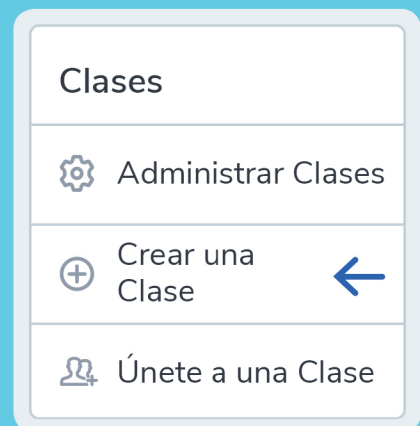 Clases
Administrar Clases
Crear una
Clase
Únete a una Clase